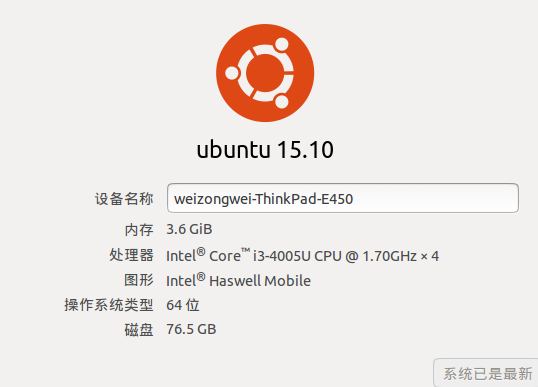 ubuntu 15.10
设备名称 weizongwei-ThinkPad-E450
内存 3.6 GiB
处理器 Intel® Core™ i3-4005U CPU @ 1.70GHz × 4
图形 Intel® Haswell Mobile
操作系统类型 64 位
磁盘 76.5 GB
系统已是最新